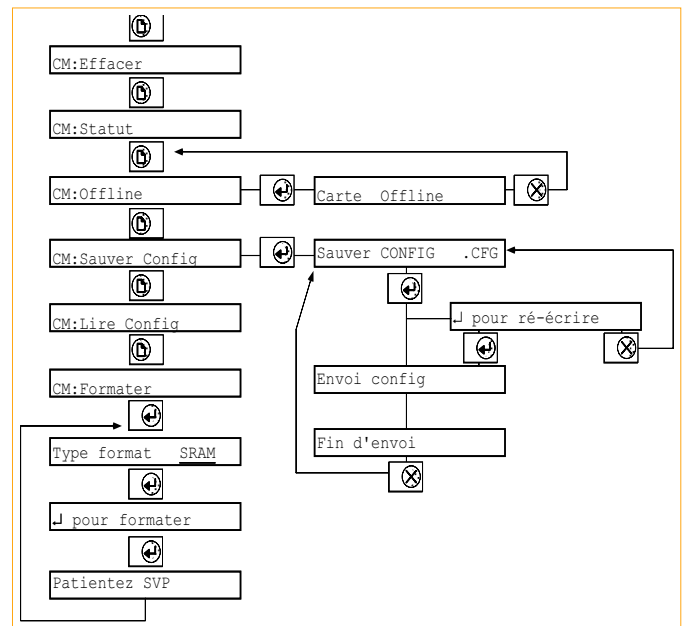 CM:Effacer
CM:Statut
CM:Offline
Carte Offline
CM:Sauver Config
Sauver CONFIG .CFG
↵ pour ré-écrire
CM:Lire Config
CM:Formater
Envoi config
Fin d'envoi
Type format SRAM
↵ pour formater
Patientez SVP